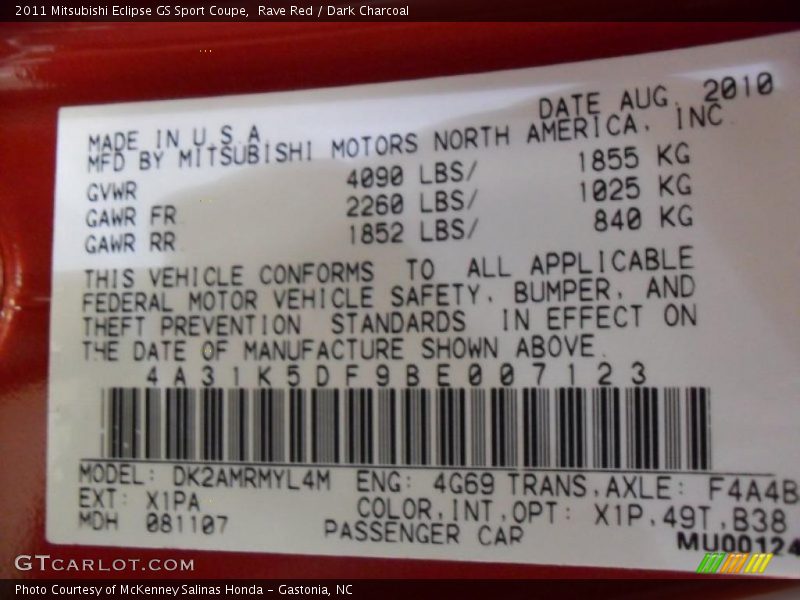 2011 Mitsubishi Eclipse GS Sport Coupe,  Rave Red / Dark Charcoal
DATE AUG. 2010
MADE IN U.S.A.
MFD BY MITSUBISHI MOTORS NORTH AMERICA, INC.
GVWR 4090 LBS/ 1855 KG
GAWR FR 2260 LBS/ 1025 KG
GAWR RR 1852 LBS/ 840 KG
THIS VEHICLE CONFORMS TO ALL APPLICABLE
FEDERAL MOTOR VEHICLE SAFETY, BUMPER, AND
THEFT PREVENTION STANDARDS IN EFFECT ON
THE DATE OF MANUFACTURE SHOWN ABOVE.
4A31K5DF9BE007123
MODEL: DK2AMRMYL4M ENG: 4G69 TRANS,AXLE: F4A4B
EXT: X1PA COLOR,INT,OPT: X1P,49T,B38
MDH 081107 PASSENGER CAR
MU00124
GTCARLOT.COM
Photo Courtesy of McKenney Salinas Honda - Gastonia, NC